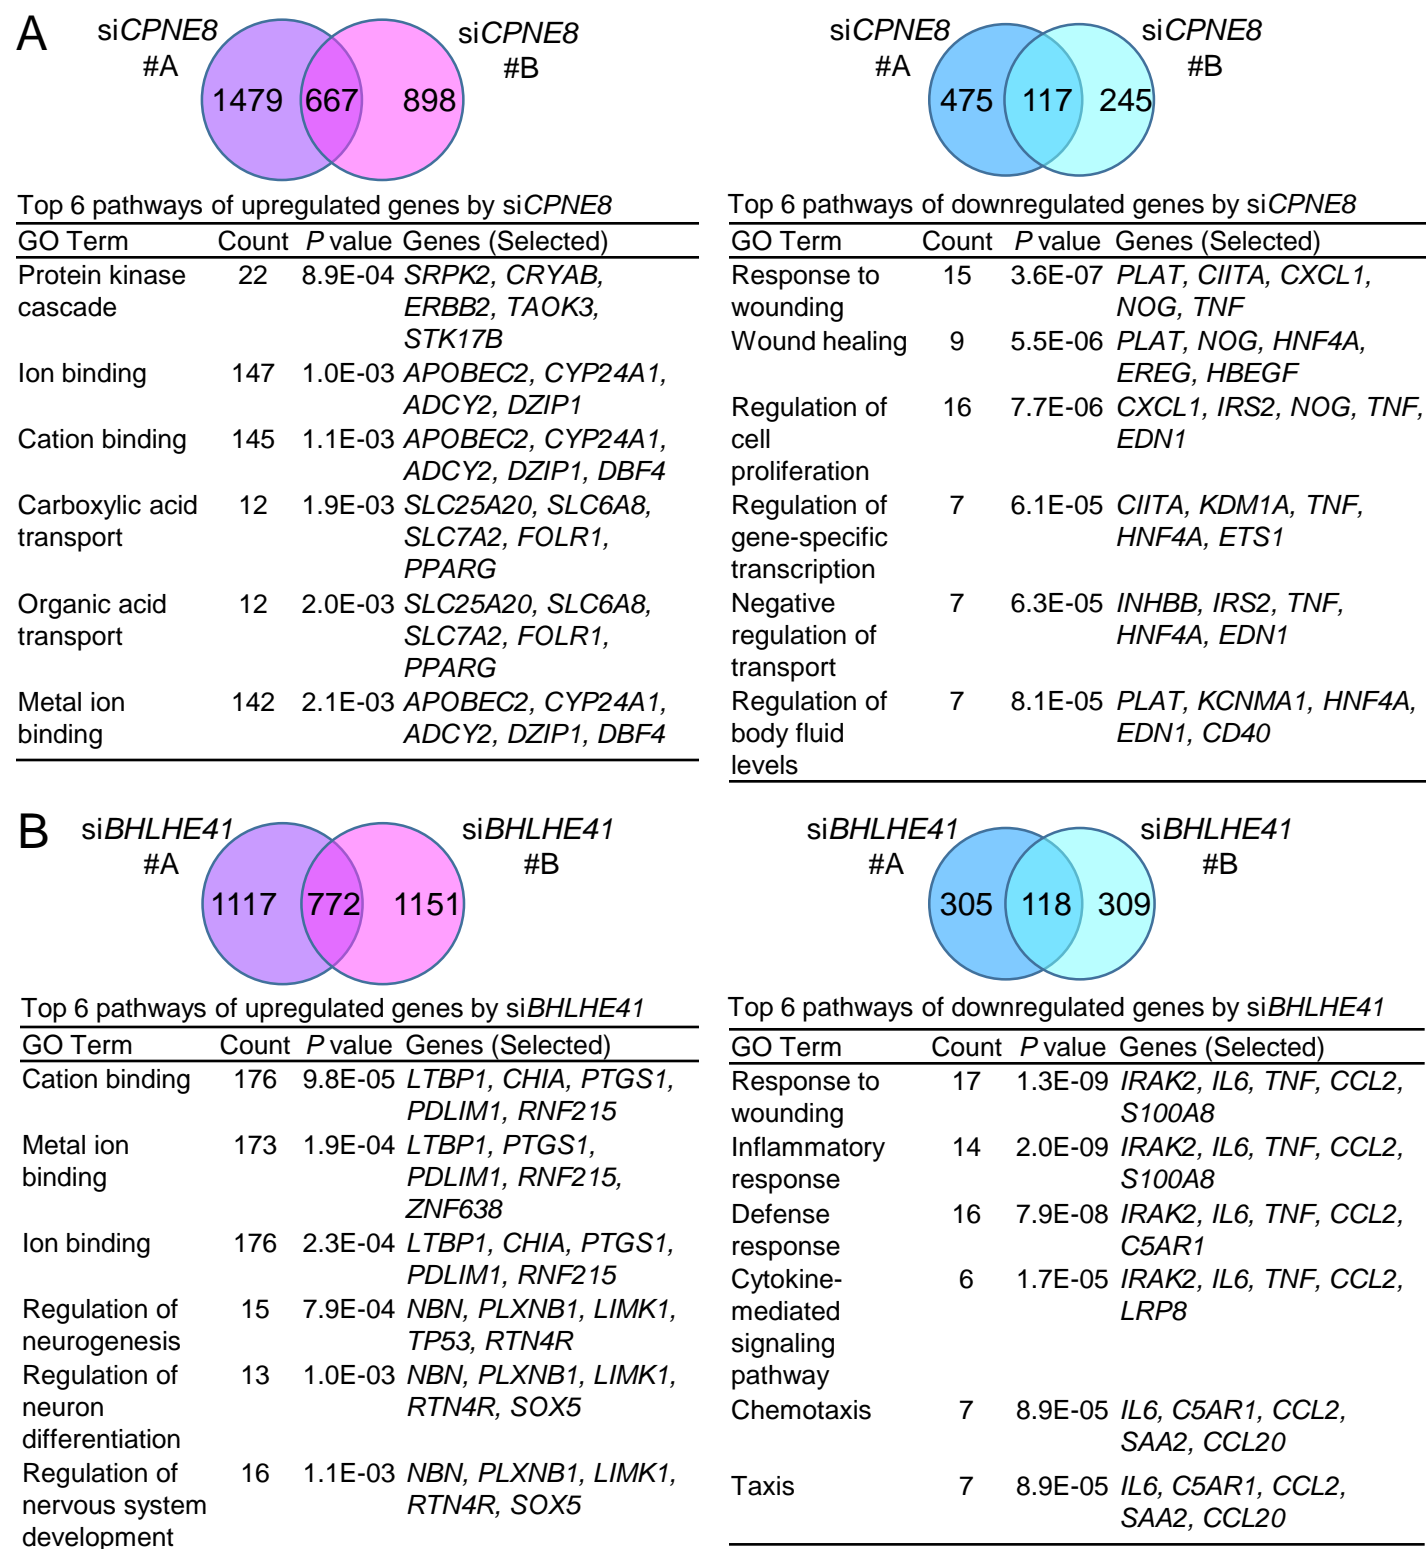 A
siCPNE8
#A
siCPNE8
#B
1479
667
898
Top 6 pathways of upregulated genes by siCPNE8
GO Term Count P value Genes (Selected)
Protein kinase 22 8.9E-04 SRPK2, CRYAB,
cascade ERBB2, TAOK3,
STK17B
Ion binding 147 1.0E-03 APOBEC2, CYP24A1,
ADCY2, DZIP1
Cation binding 145 1.1E-03 APOBEC2, CYP24A1,
ADCY2, DZIP1, DBF4
Carboxylic acid 12 1.9E-03 SLC25A20, SLC6A8,
transport SLC7A2, FOLR1,
PPARG
Organic acid 12 2.0E-03 SLC25A20, SLC6A8,
transport SLC7A2, FOLR1,
PPARG
Metal ion 142 2.1E-03 APOBEC2, CYP24A1,
binding ADCY2, DZIP1, DBF4
siCPNE8
#A
siCPNE8
#B
475
117
245
Top 6 pathways of downregulated genes by siCPNE8
GO Term Count P value Genes (Selected)
Response to 15 3.6E-07 PLAT, CIITA, CXCL1,
wounding NOG, TNF
Wound healing 9 5.5E-06 PLAT, NOG, HNF4A,
EREG, HBEGF
Regulation of 16 7.7E-06 CXCL1, IRS2, NOG, TNF,
cell EDN1
proliferation
Regulation of 7 6.1E-05 CIITA, KDM1A, TNF,
gene-specific HNF4A, ETS1
transcription
Negative 7 6.3E-05 INHBB, IRS2, TNF,
regulation of HNF4A, EDN1
transport
Regulation of 7 8.1E-05 PLAT, KCNMA1, HNF4A,
body fluid EDN1, CD40
levels
B
siBHLHE41
#A
siBHLHE41
#B
1117
772
1151
Top 6 pathways of upregulated genes by siBHLHE41
GO Term Count P value Genes (Selected)
Cation binding 176 9.8E-05 LTBP1, CHIA, PTGS1,
PDLIM1, RNF215
Metal ion 173 1.9E-04 LTBP1, PTGS1,
binding PDLIM1, RNF215,
ZNF638
Ion binding 176 2.3E-04 LTBP1, CHIA, PTGS1,
PDLIM1, RNF215
Regulation of 15 7.9E-04 NBN, PLXNB1, LIMK1,
neurogenesis TP53, RTN4R
Regulation of 13 1.0E-03 NBN, PLXNB1, LIMK1,
neuron RTN4R, SOX5
differentiation
Regulation of 16 1.1E-03 NBN, PLXNB1, LIMK1,
nervous system RTN4R, SOX5
development
siBHLHE41
#A
siBHLHE41
#B
305
118
309
Top 6 pathways of downregulated genes by siBHLHE41
GO Term Count P value Genes (Selected)
Response to 17 1.3E-09 IRAK2, IL6, TNF, CCL2,
wounding S100A8
Inflammatory 14 2.0E-09 IRAK2, IL6, TNF, CCL2,
response S100A8
Defense 16 7.9E-08 IRAK2, IL6, TNF, CCL2,
response C5AR1
Cytokine- 6 1.7E-05 IRAK2, IL6, TNF, CCL2,
mediated LRP8
signaling
pathway
Chemotaxis 7 8.9E-05 IL6, C5AR1, CCL2,
SAA2, CCL20
Taxis 7 8.9E-05 IL6, C5AR1, CCL2,
SAA2, CCL20